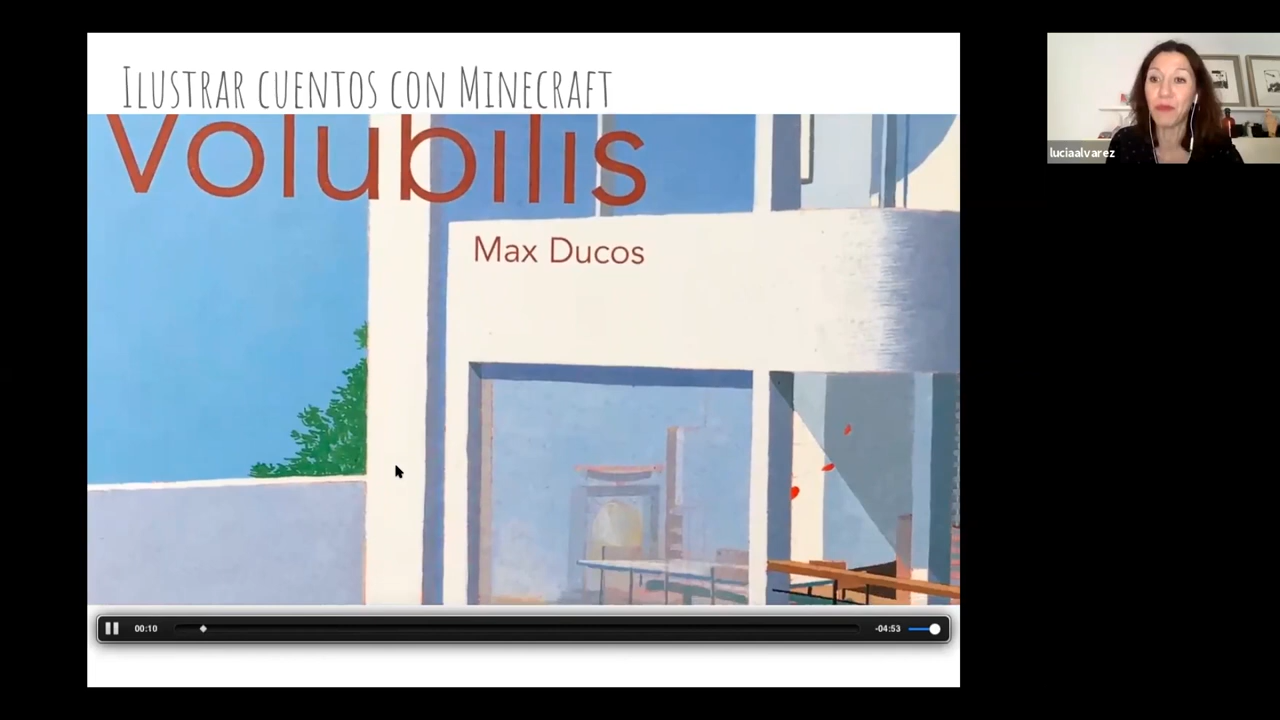 Ilustrar cuentos con Minecraft
Volubilis
Max Ducos
luciaalvarez
00:10
-04:53